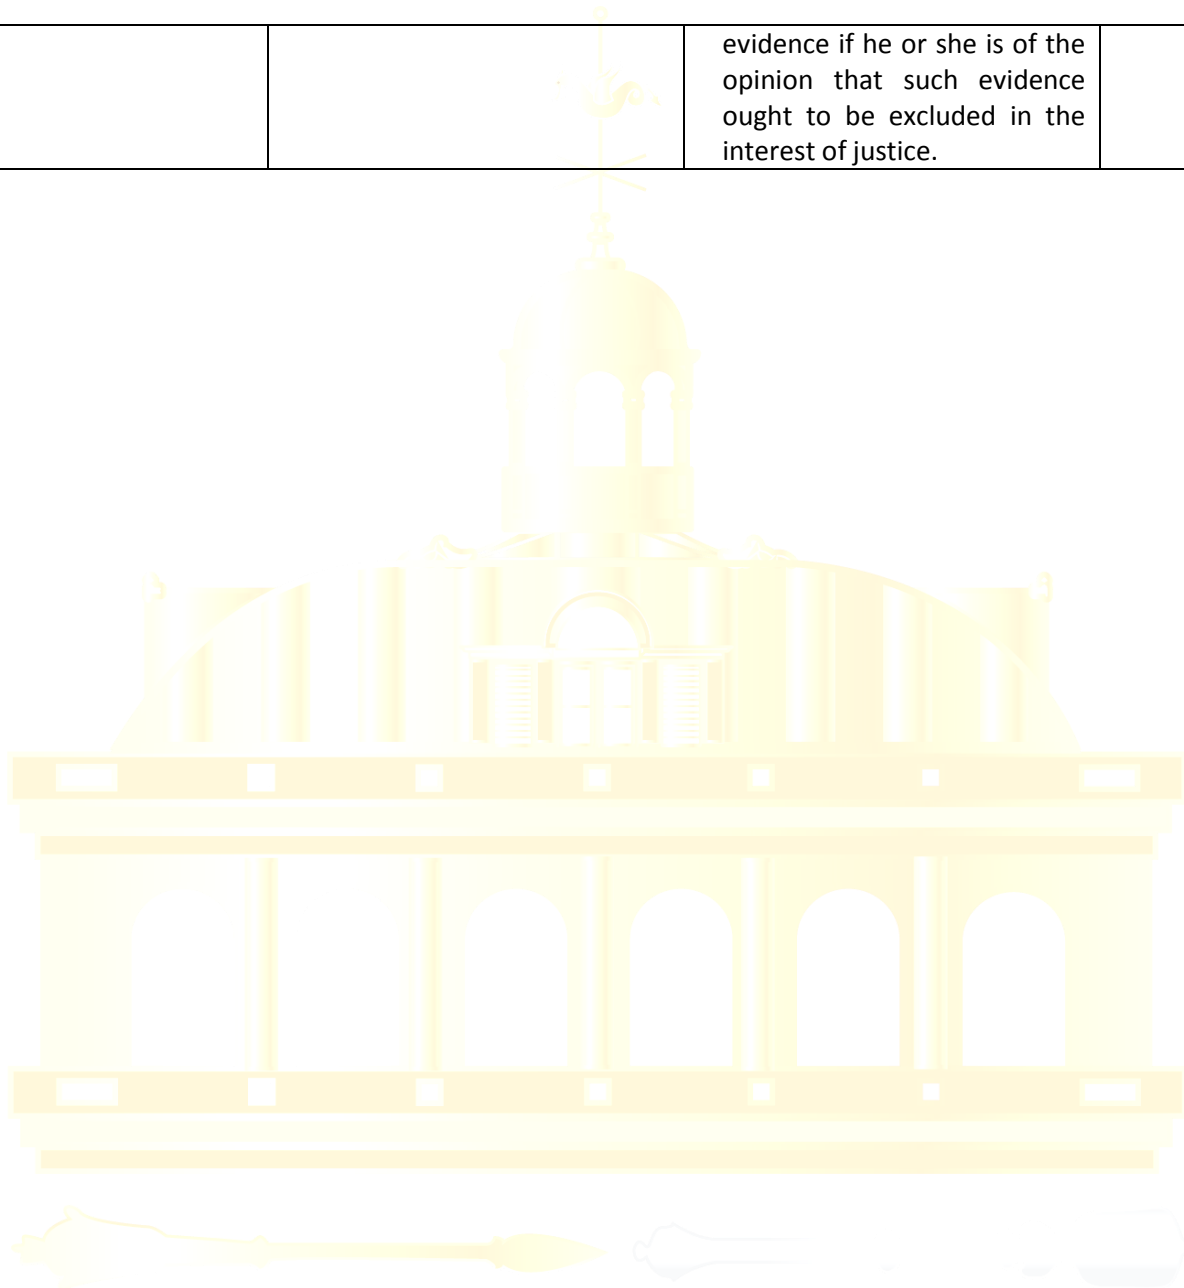 evidence if he or she is of the
opinion that such evidence
ought to be excluded in the
interest of justice.